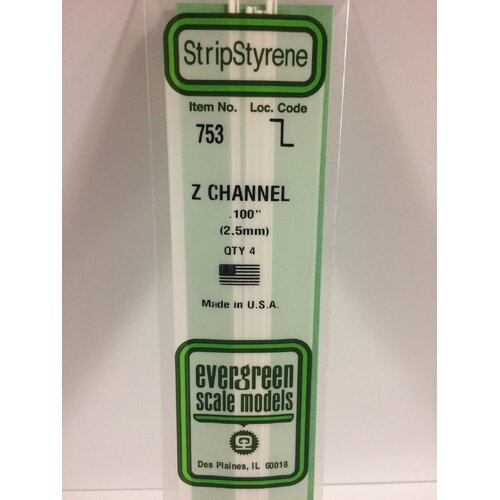 StripStyrene
Item No. Loc. Code
753
Z CHANNEL
.100"
(2.5mm)
QTY 4
Made in U.S.A.
evergreen
scale models
Des Plaines, IL 60018